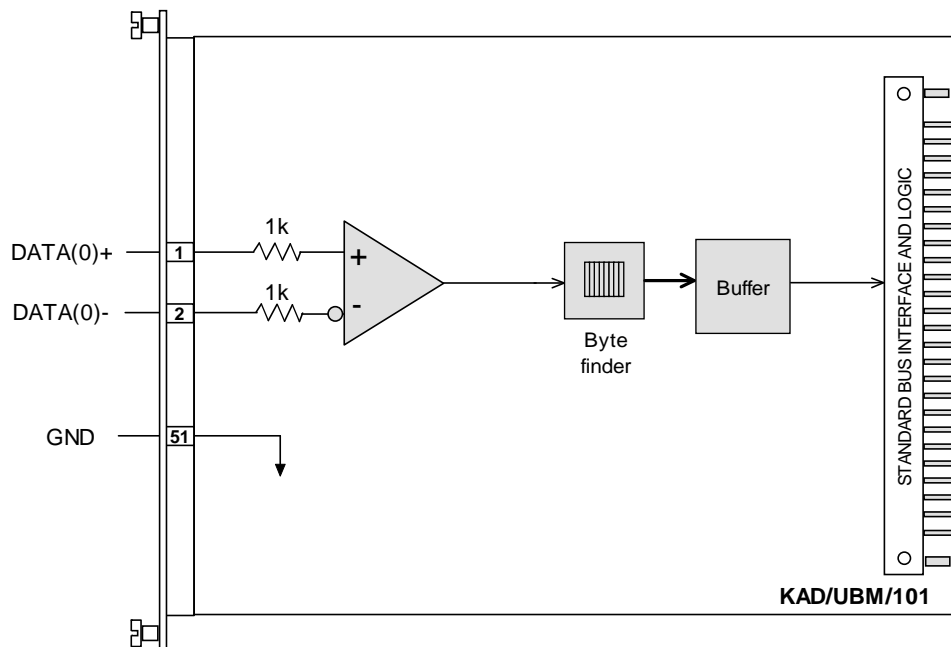 1k
DATA(0)+
1
+
1k
DATA(0)-
2
-
Buffer
Byte
finder
GND
51
STANDARD BUS INTERFACE AND LOGIC
KAD/UBM/101